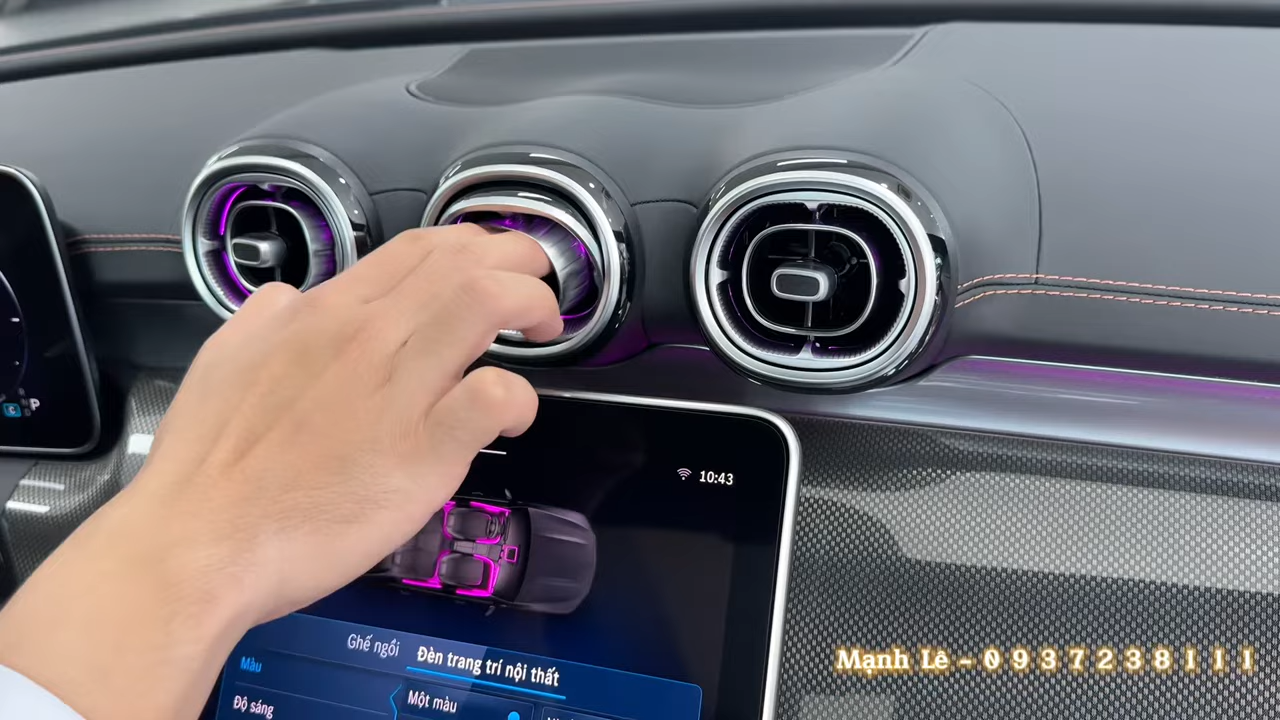 P
C
10:43
Ghế ngồi
Đèn trang trí nội thất
Màu
Một màu
Độ sáng
Mạnh Lê - 0937238111